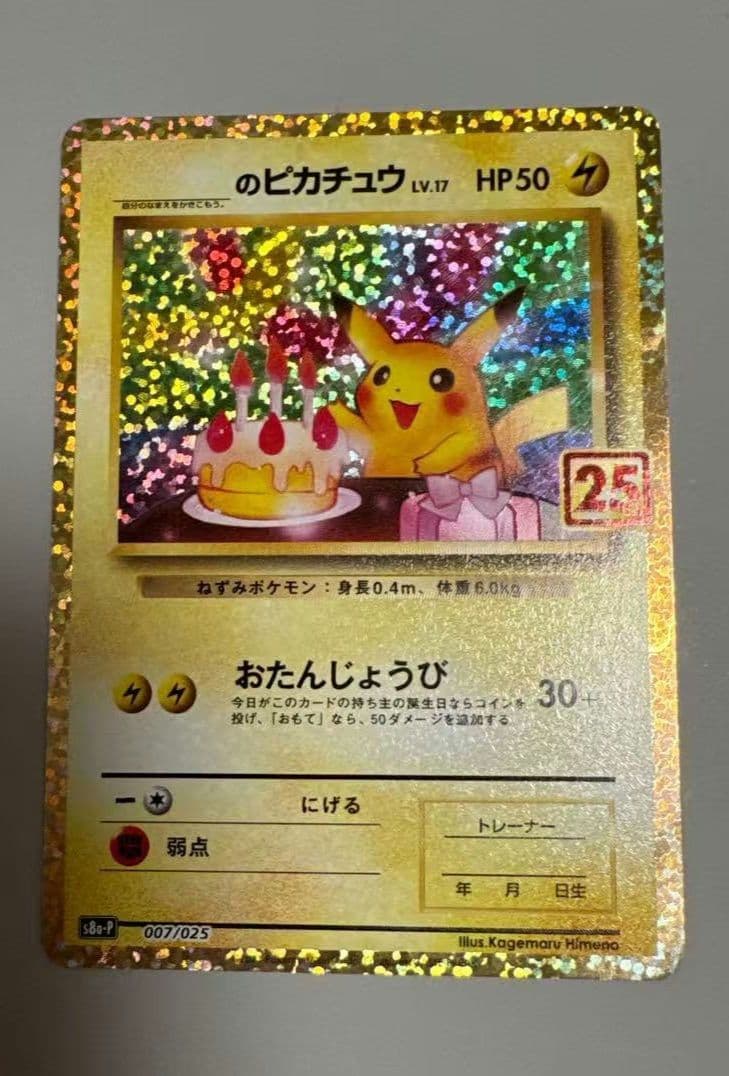 のピカチュウ LV.17 HP50
自分のなまえをかきこもう。
25
ねずみポケモン：身長0.4m、体重6.0kg
おたんじょうび 30+
今日がこのカードの持ち主の誕生日ならコインを
投げ、「おもて」なら、50ダメージを追加する
にげる
トレーナー
弱点
年 月 日生
s8a-P 007/025
Illus.Kagemaru Himeno